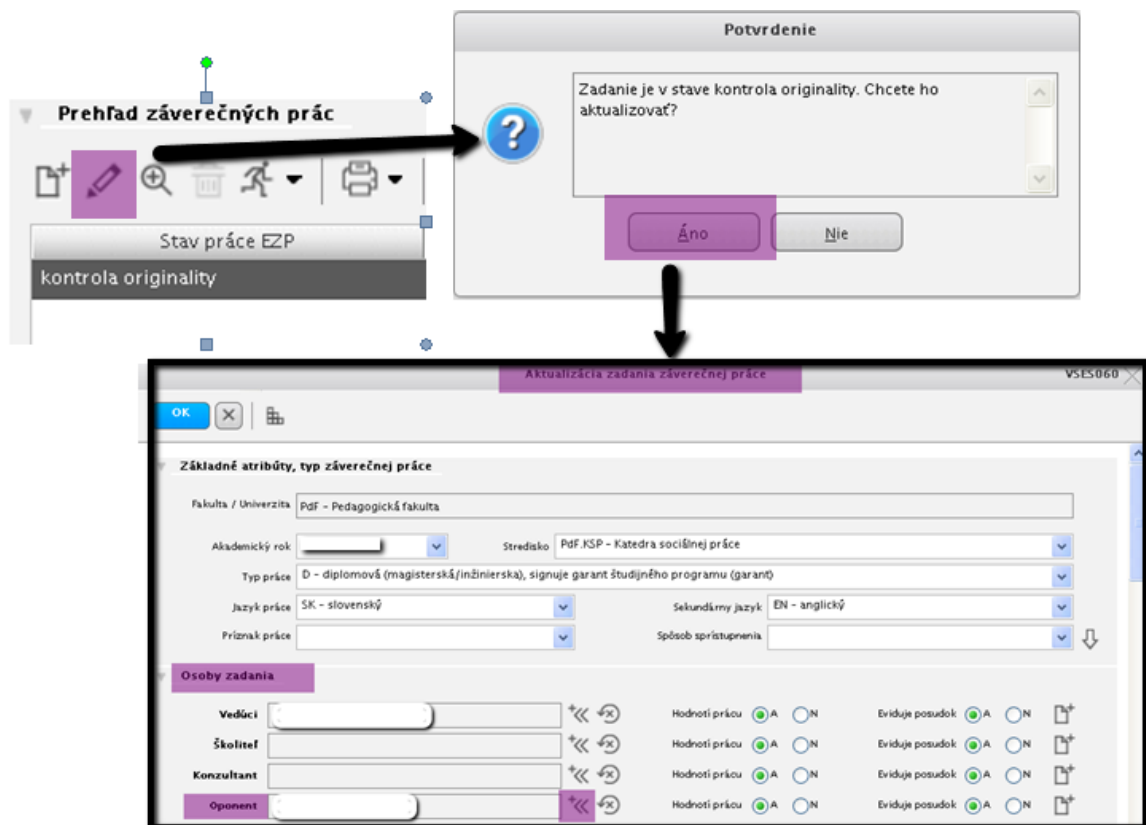 Prehľad záverečných prác
Stav práce EZP
kontrola originality
Potvrdenie
Zadanie je v stave kontrola originality. Chcete ho
aktualizovať?
Áno
Nie
Aktualizácia zadania záverečnej práce
VSES060
OK
Základné atribúty, typ záverečnej práce
Fakulta / Univerzita PdF - Pedagogická fakulta
Akademický rok
Stredisko PdF.KSP - Katedra sociálnej práce
Typ práce D - diplomová (magisterská/inžinierska), signuje garant študijného programu (garant)
Jazyk práce SK - slovenský
Sekundárny jazyk EN - anglický
Príznak práce
Spôsob sprístupnenia
Osoby zadania
Vedúci Hodnotí prácu A N Eviduje posudok A N
Školiteľ Hodnotí prácu A N Eviduje posudok A N
Konzultant Hodnotí prácu A N Eviduje posudok A N
Oponent Hodnotí prácu A N Eviduje posudok A N